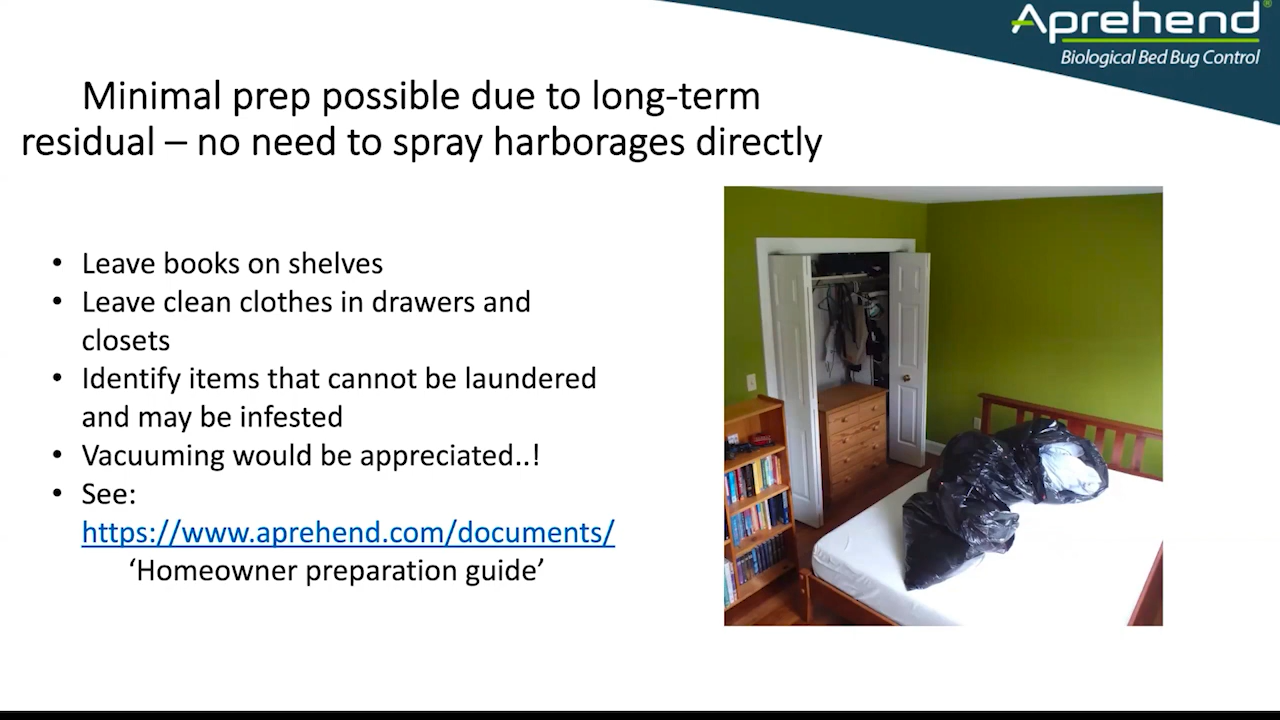 Aprehend®
Biological Bed Bug Control
Minimal prep possible due to long-term
residual – no need to spray harborages directly
• Leave books on shelves
• Leave clean clothes in drawers and
closets
• Identify items that cannot be laundered
and may be infested
• Vacuuming would be appreciated..!
• See:
https://www.aprehend.com/documents/
‘Homeowner preparation guide’